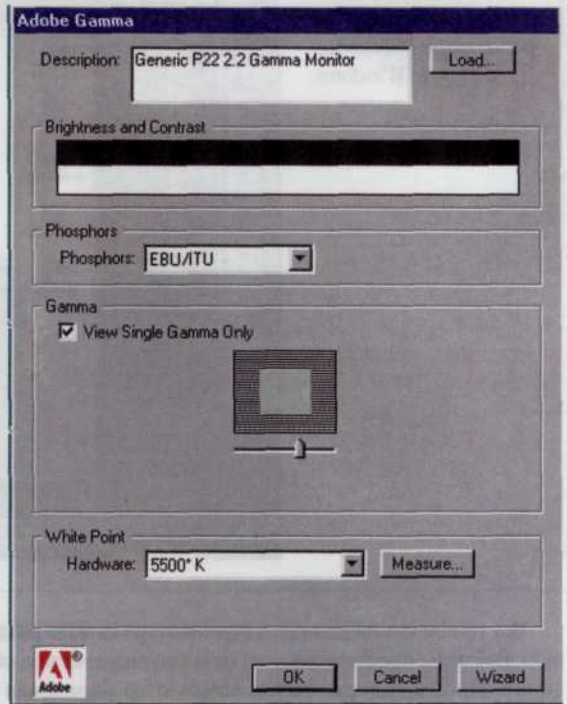 Adobe Gamma
Description: Generic P22 2.2 Gamma Monitor Load...
Brightness and Contrast
Phosphors
Phosphors: EBU/ITU
Gamma
View Single Gamma Only
White Point
Hardware: 5500° K Measure...
Adobe ® OK Cancel Wizard